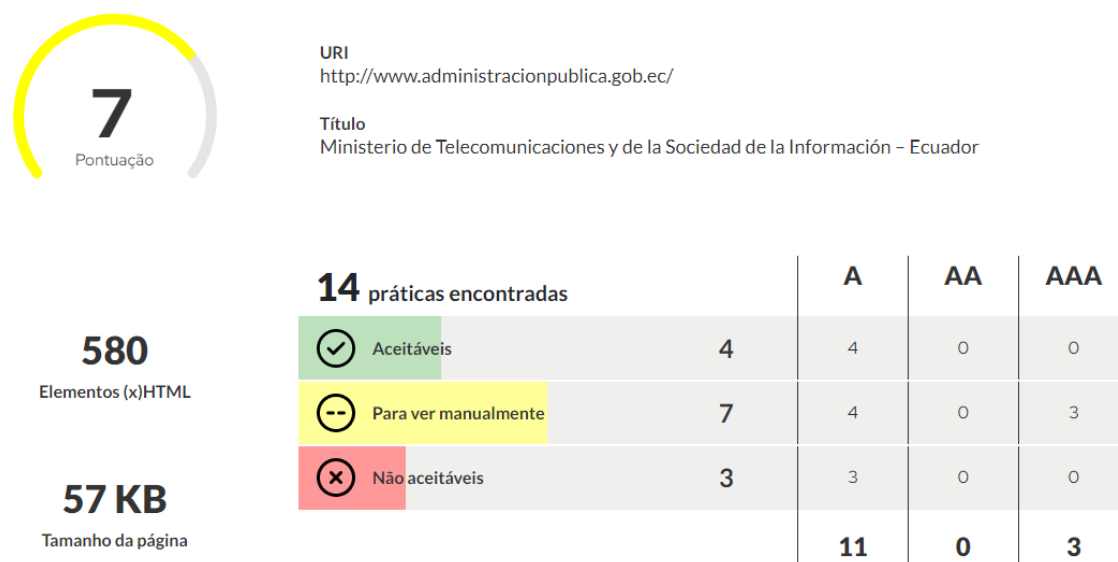 7
Pontuação
URI
http://www.administracionpublica.gob.ec/
Título
Ministerio de Telecomunicaciones y de la Sociedad de la Información – Ecuador
580
Elementos (x)HTML
57 KB
Tamanho da página
14 práticas encontradas A AA AAA
Aceitáveis 4 4 0 0
Para ver manualmente 7 4 0 3
Não aceitáveis 3 3 0 0
11 0 3